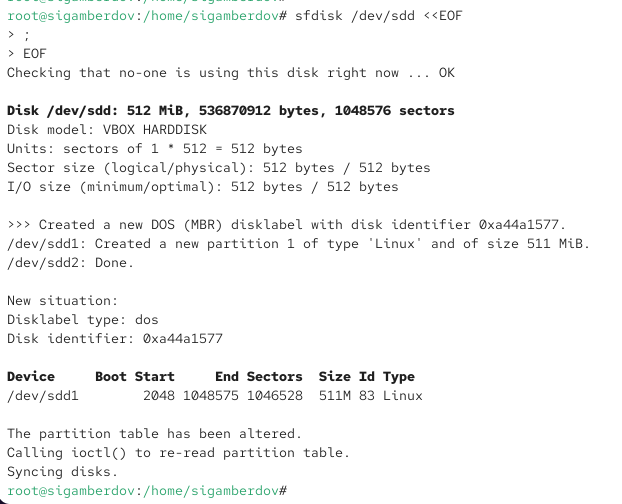 root@sigamberdov:/home/sigamberdov# sfdisk /dev/sdd <<EOF
> ;
> EOF
Checking that no-one is using this disk right now ... OK
Disk /dev/sdd: 512 MiB, 536870912 bytes, 1048576 sectors
Disk model: VBOX HARDDISK
Units: sectors of 1 * 512 = 512 bytes
Sector size (logical/physical): 512 bytes / 512 bytes
I/O size (minimum/optimal): 512 bytes / 512 bytes
>>> Created a new DOS (MBR) disklabel with disk identifier 0xa44a1577.
/dev/sdd1: Created a new partition 1 of type 'Linux' and of size 511 MiB.
/dev/sdd2: Done.
New situation:
Disklabel type: dos
Disk identifier: 0xa44a1577
Device     Boot Start     End Sectors  Size Id Type
/dev/sdd1        2048 1048575 1046528  511M 83 Linux
The partition table has been altered.
Calling ioctl() to re-read partition table.
Syncing disks.
root@sigamberdov:/home/sigamberdov#